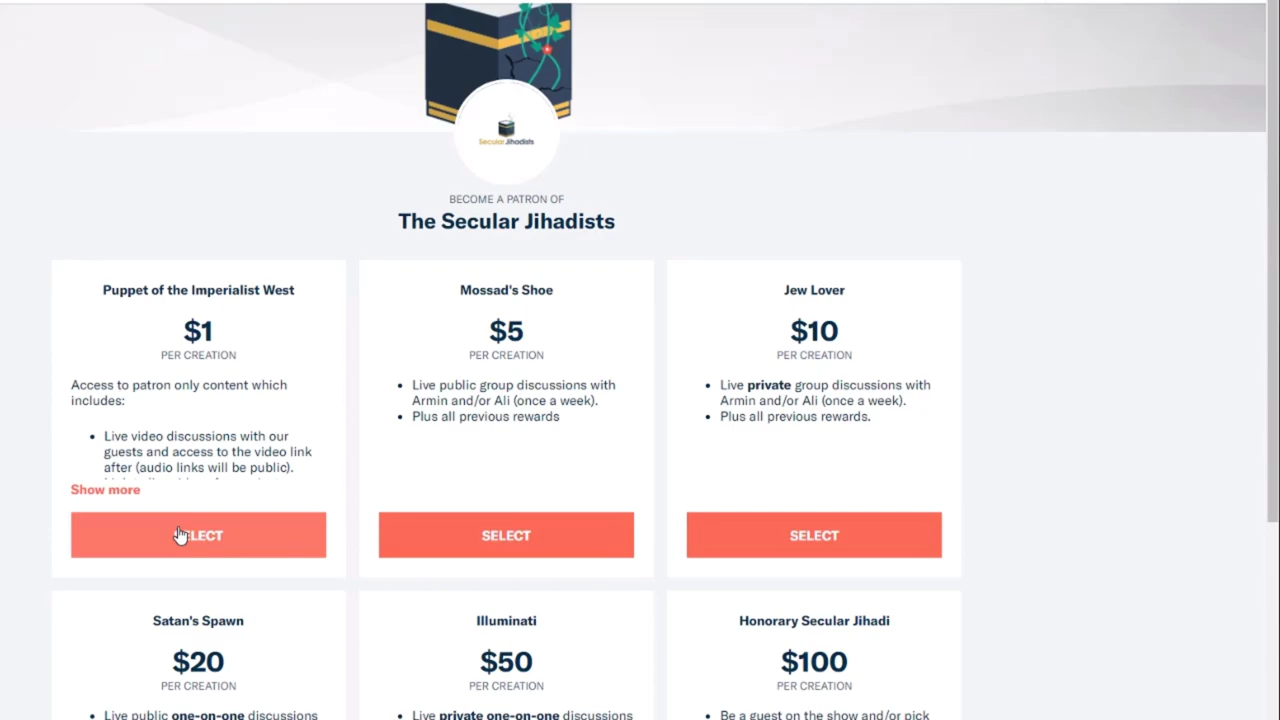 Secular Jihadists
BECOME A PATRON OF
The Secular Jihadists
Puppet of the Imperialist West
$1
PER CREATION
Access to patron only content which
includes:
• Live video discussions with our
guests and access to the video link
after (audio links will be public).
Show more
SELECT
Mossad's Shoe
$5
PER CREATION
• Live public group discussions with
Armin and/or Ali (once a week).
• Plus all previous rewards
SELECT
Jew Lover
$10
PER CREATION
• Live private group discussions with
Armin and/or Ali (once a week).
• Plus all previous rewards.
SELECT
Satan's Spawn
$20
PER CREATION
• Live public one-on-one discussions
Illuminati
$50
PER CREATION
• Live private one-on-one discussions
Honorary Secular Jihadi
$100
PER CREATION
• Be a guest on the show and/or pick